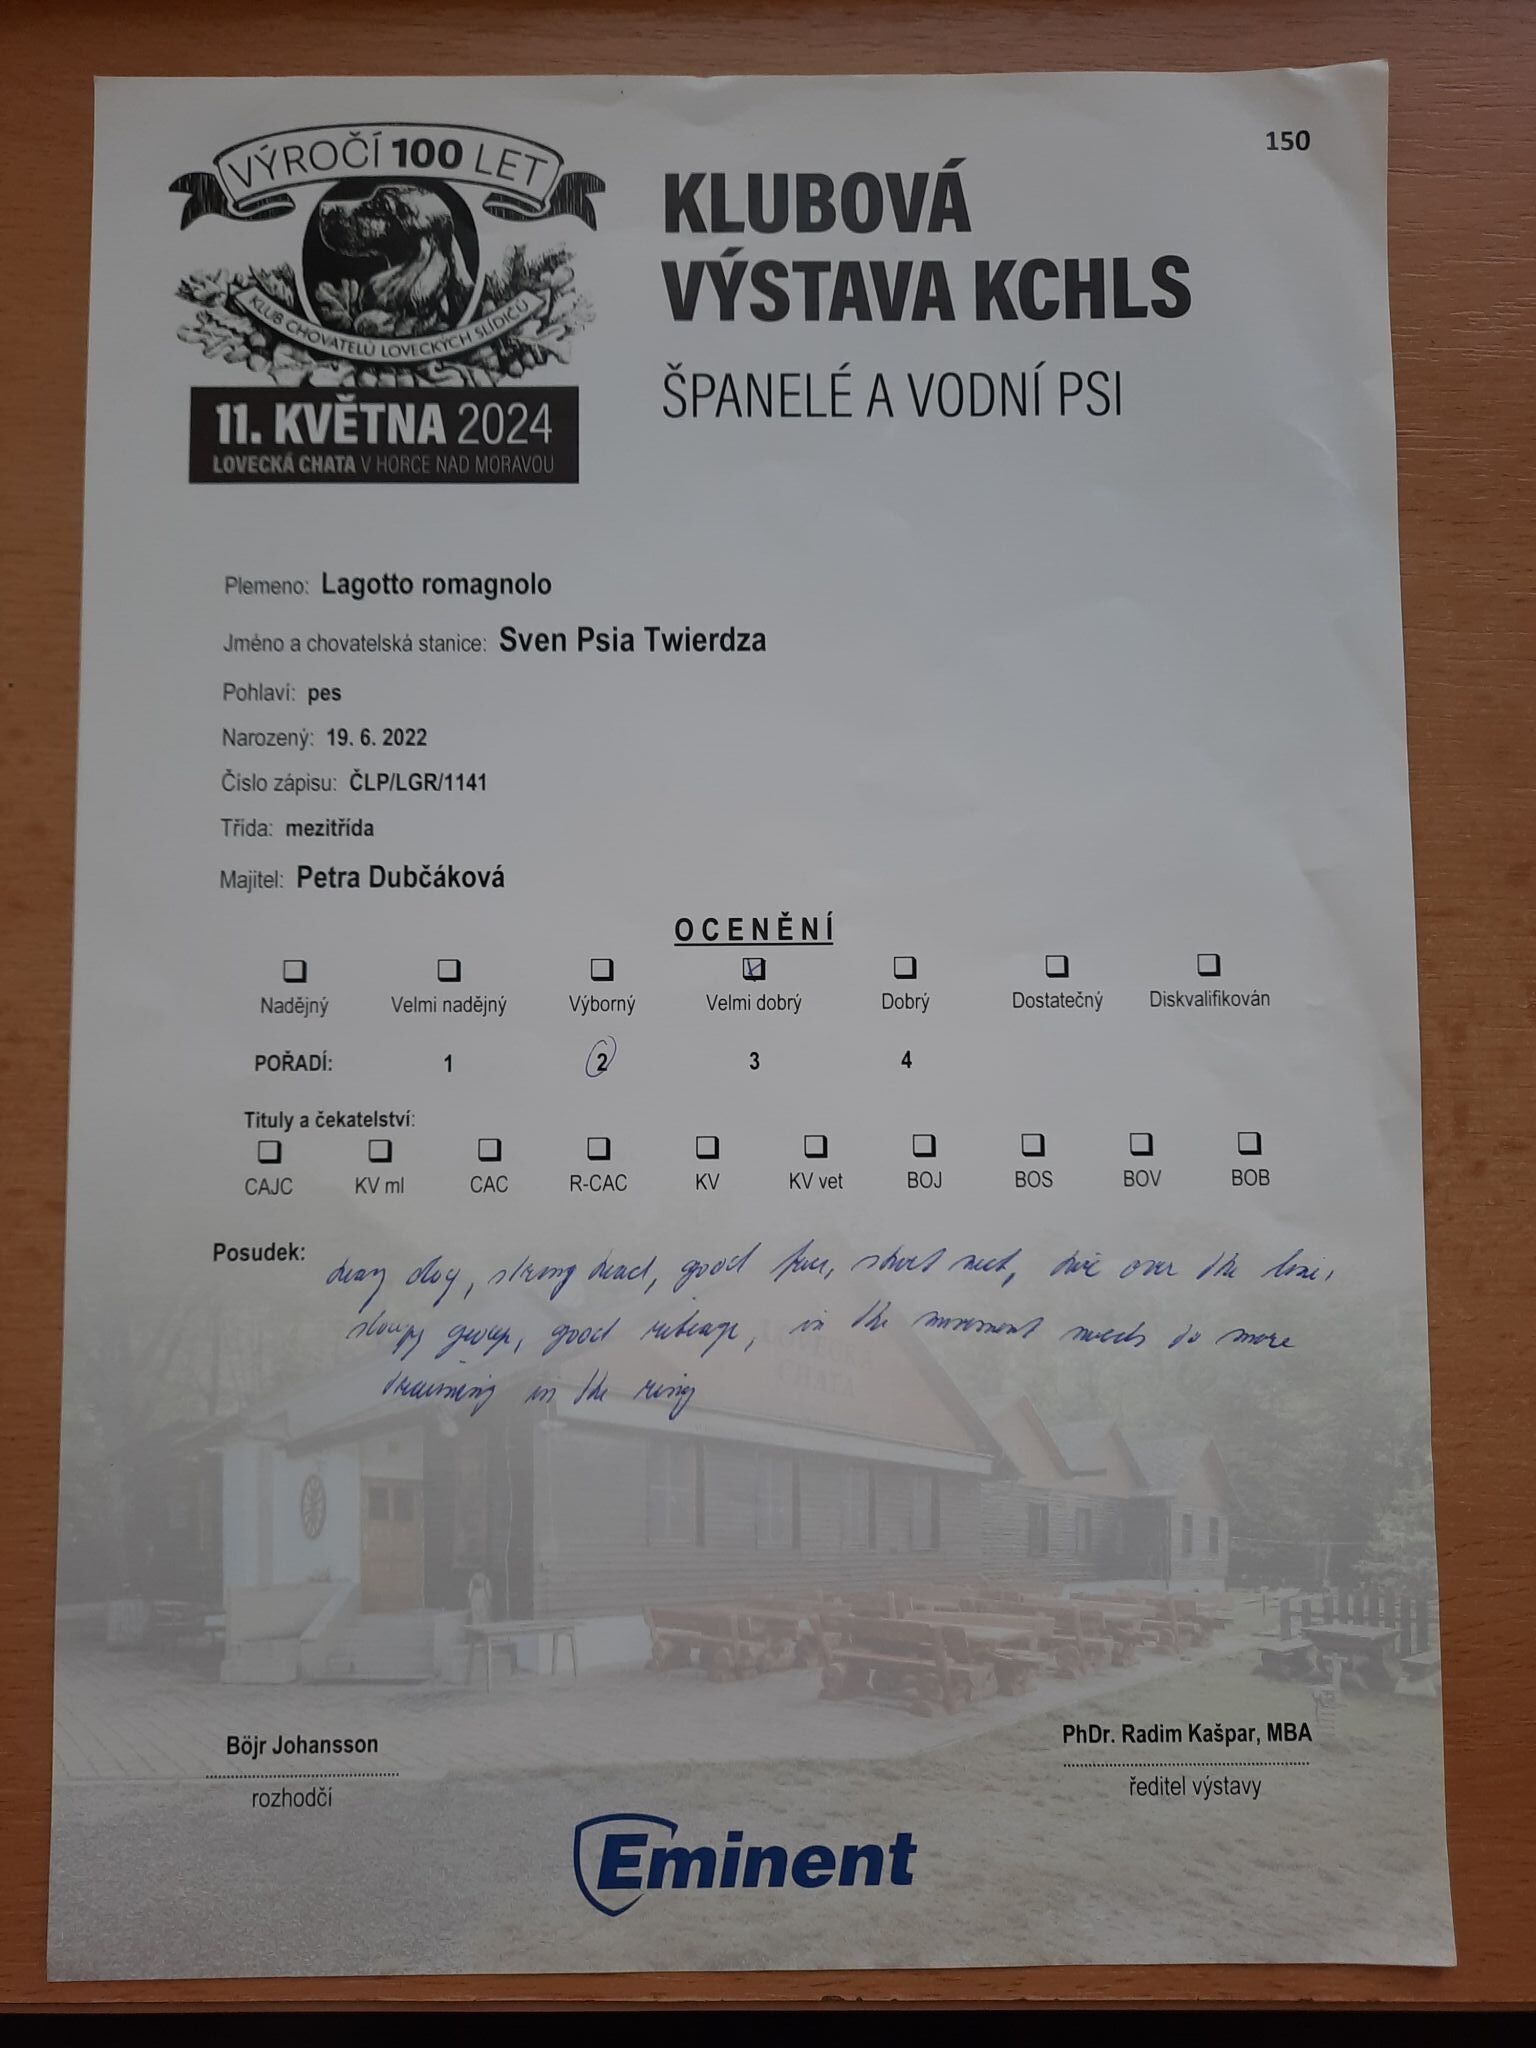 150
VÝROČÍ 100 LET
KLUB CHOVATELŮ LOVECKÝCH SLÍDIČŮ
11. KVĚTNA 2024
LOVECKÁ CHATA V HORCE NAD MORAVOU
KLUBOVÁ
VÝSTAVA KCHLS
ŠPANELÉ A VODNÍ PSI
Plemeno: Lagotto romagnolo
Jméno a chovatelská stanice: Sven Psia Twierdza
Pohlaví: pes
Narozený: 19. 6. 2022
Číslo zápisu: ČLP/LGR/1141
Třída: mezitřída
Majitel: Petra Dubčáková
OCENĚNÍ
Nadějný Velmi nadějný Výborný Velmi dobrý Dobrý Dostatečný Diskvalifikován
POŘADÍ: 1 2 3 4
Tituly a čekatelství:
CAJC KV ml CAC R-CAC KV KV vet BOJ BOS BOV BOB
Posudek: dog, strong head, good short over the
good in the movement needs to more
in the ring
Böjr Johansson
rozhodčí
PhDr. Radim Kašpar, MBA
ředitel výstavy
Eminent